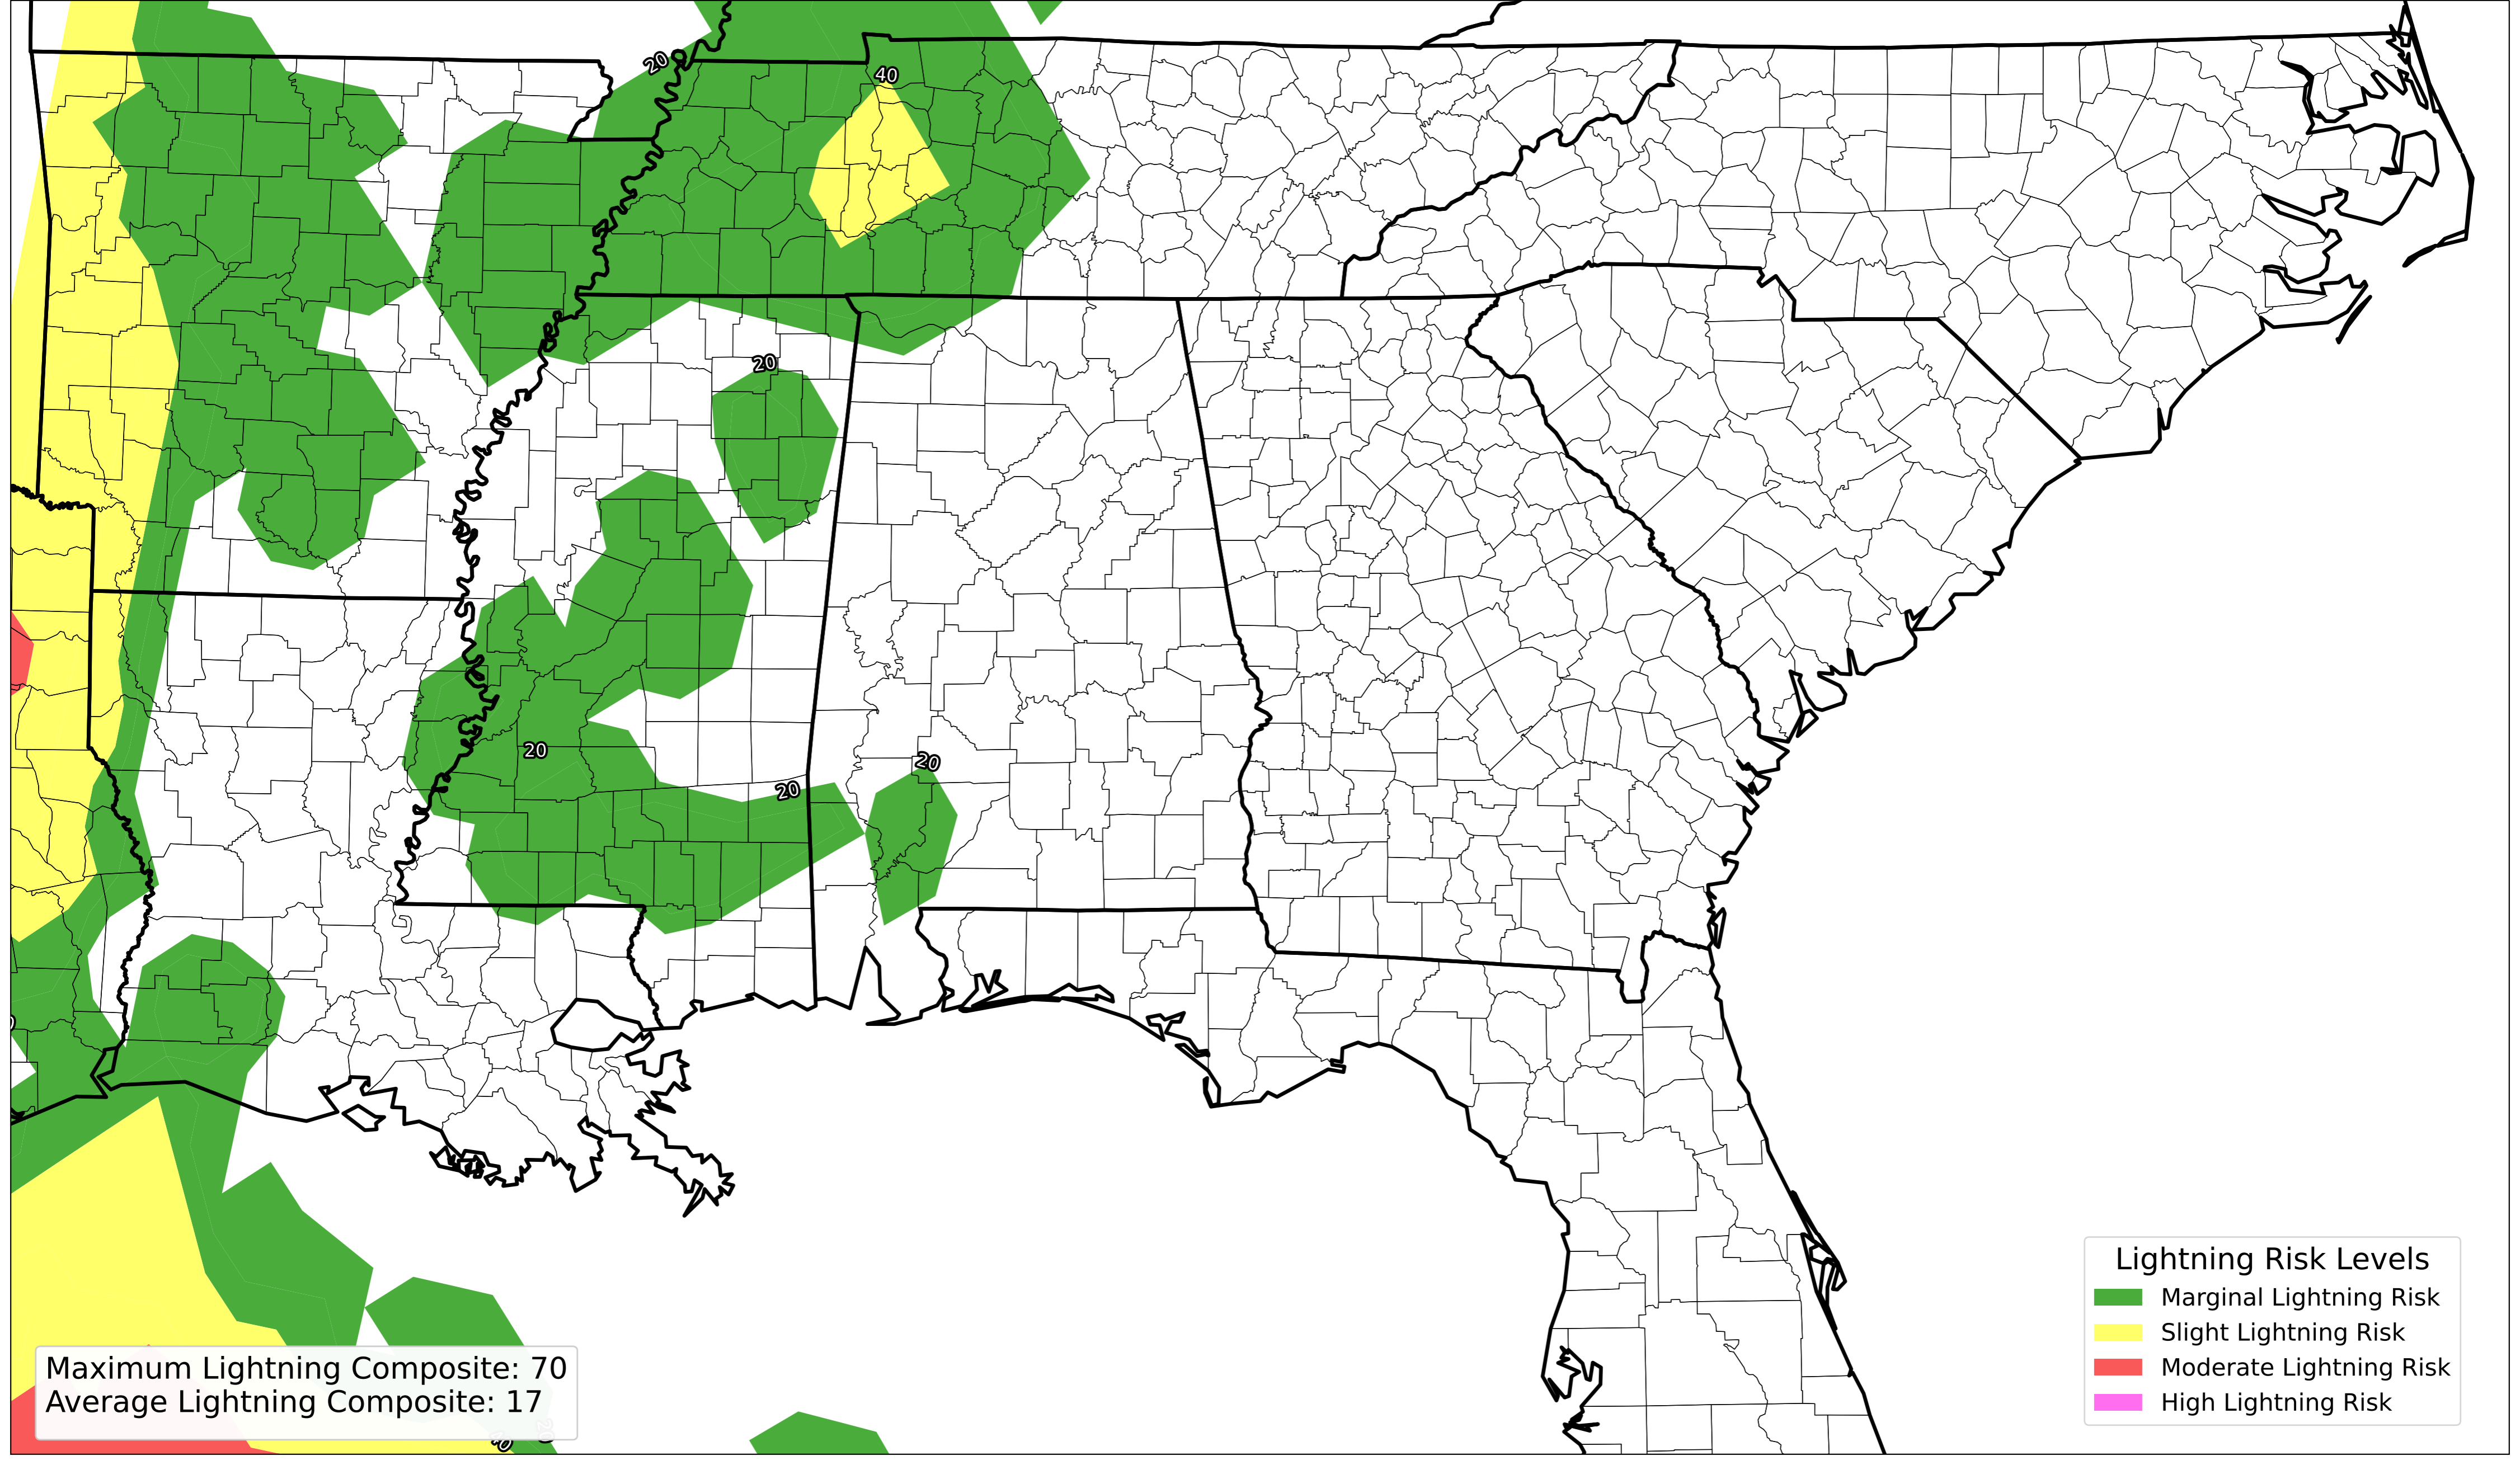 20
40
20
20
20
20
Lightning Risk Levels
Marginal Lightning Risk
Slight Lightning Risk
Moderate Lightning Risk
High Lightning Risk
Maximum Lightning Composite: 70
Average Lightning Composite: 17